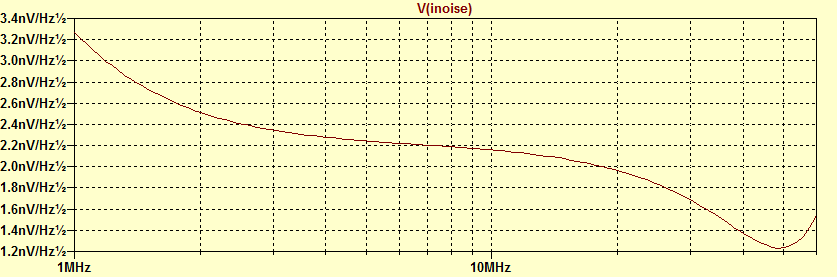 V(inoise)
3.4nV/Hz½
3.2nV/Hz½
3.0nV/Hz½
2.8nV/Hz½
2.6nV/Hz½
2.4nV/Hz½
2.2nV/Hz½
2.0nV/Hz½
1.8nV/Hz½
1.6nV/Hz½
1.4nV/Hz½
1.2nV/Hz½
1MHz 10MHz